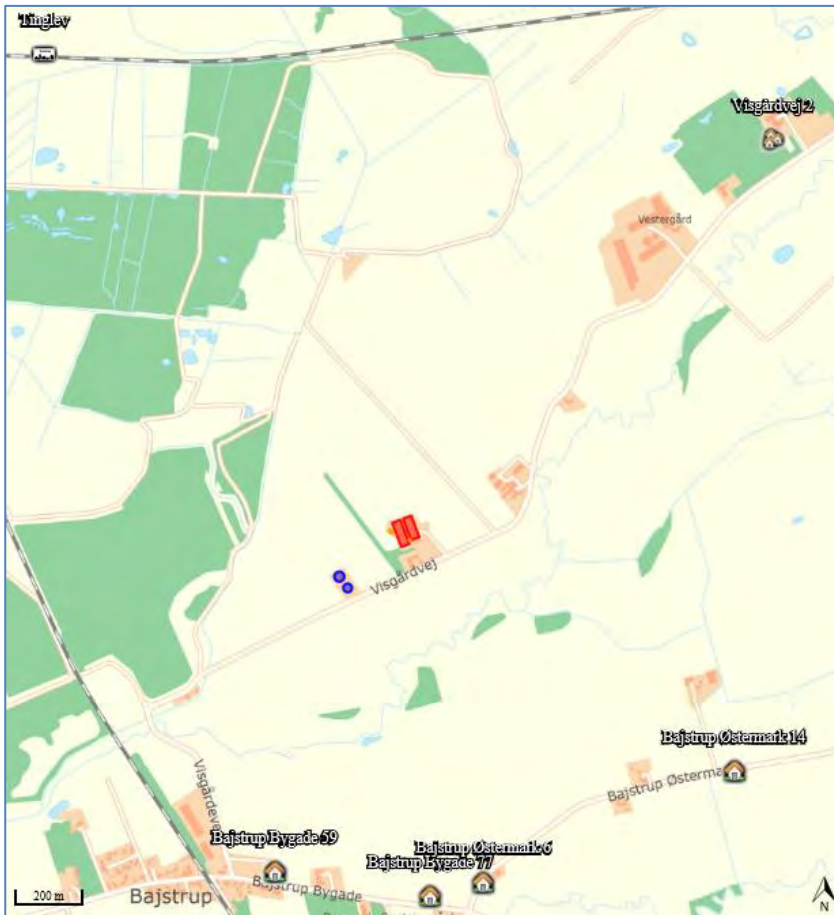 Tinglev
Visgårdvej 2
Vestergård
Visgårdvej
Bajstrup Østermark 14
Bajstrup Østerma
Visgårdeve
Bajstrup Bygade 59
Bajstrup Østermark 6
Bajstrup Bygade 77
Bajstrup
Bajstrup Bygade
200 m
N